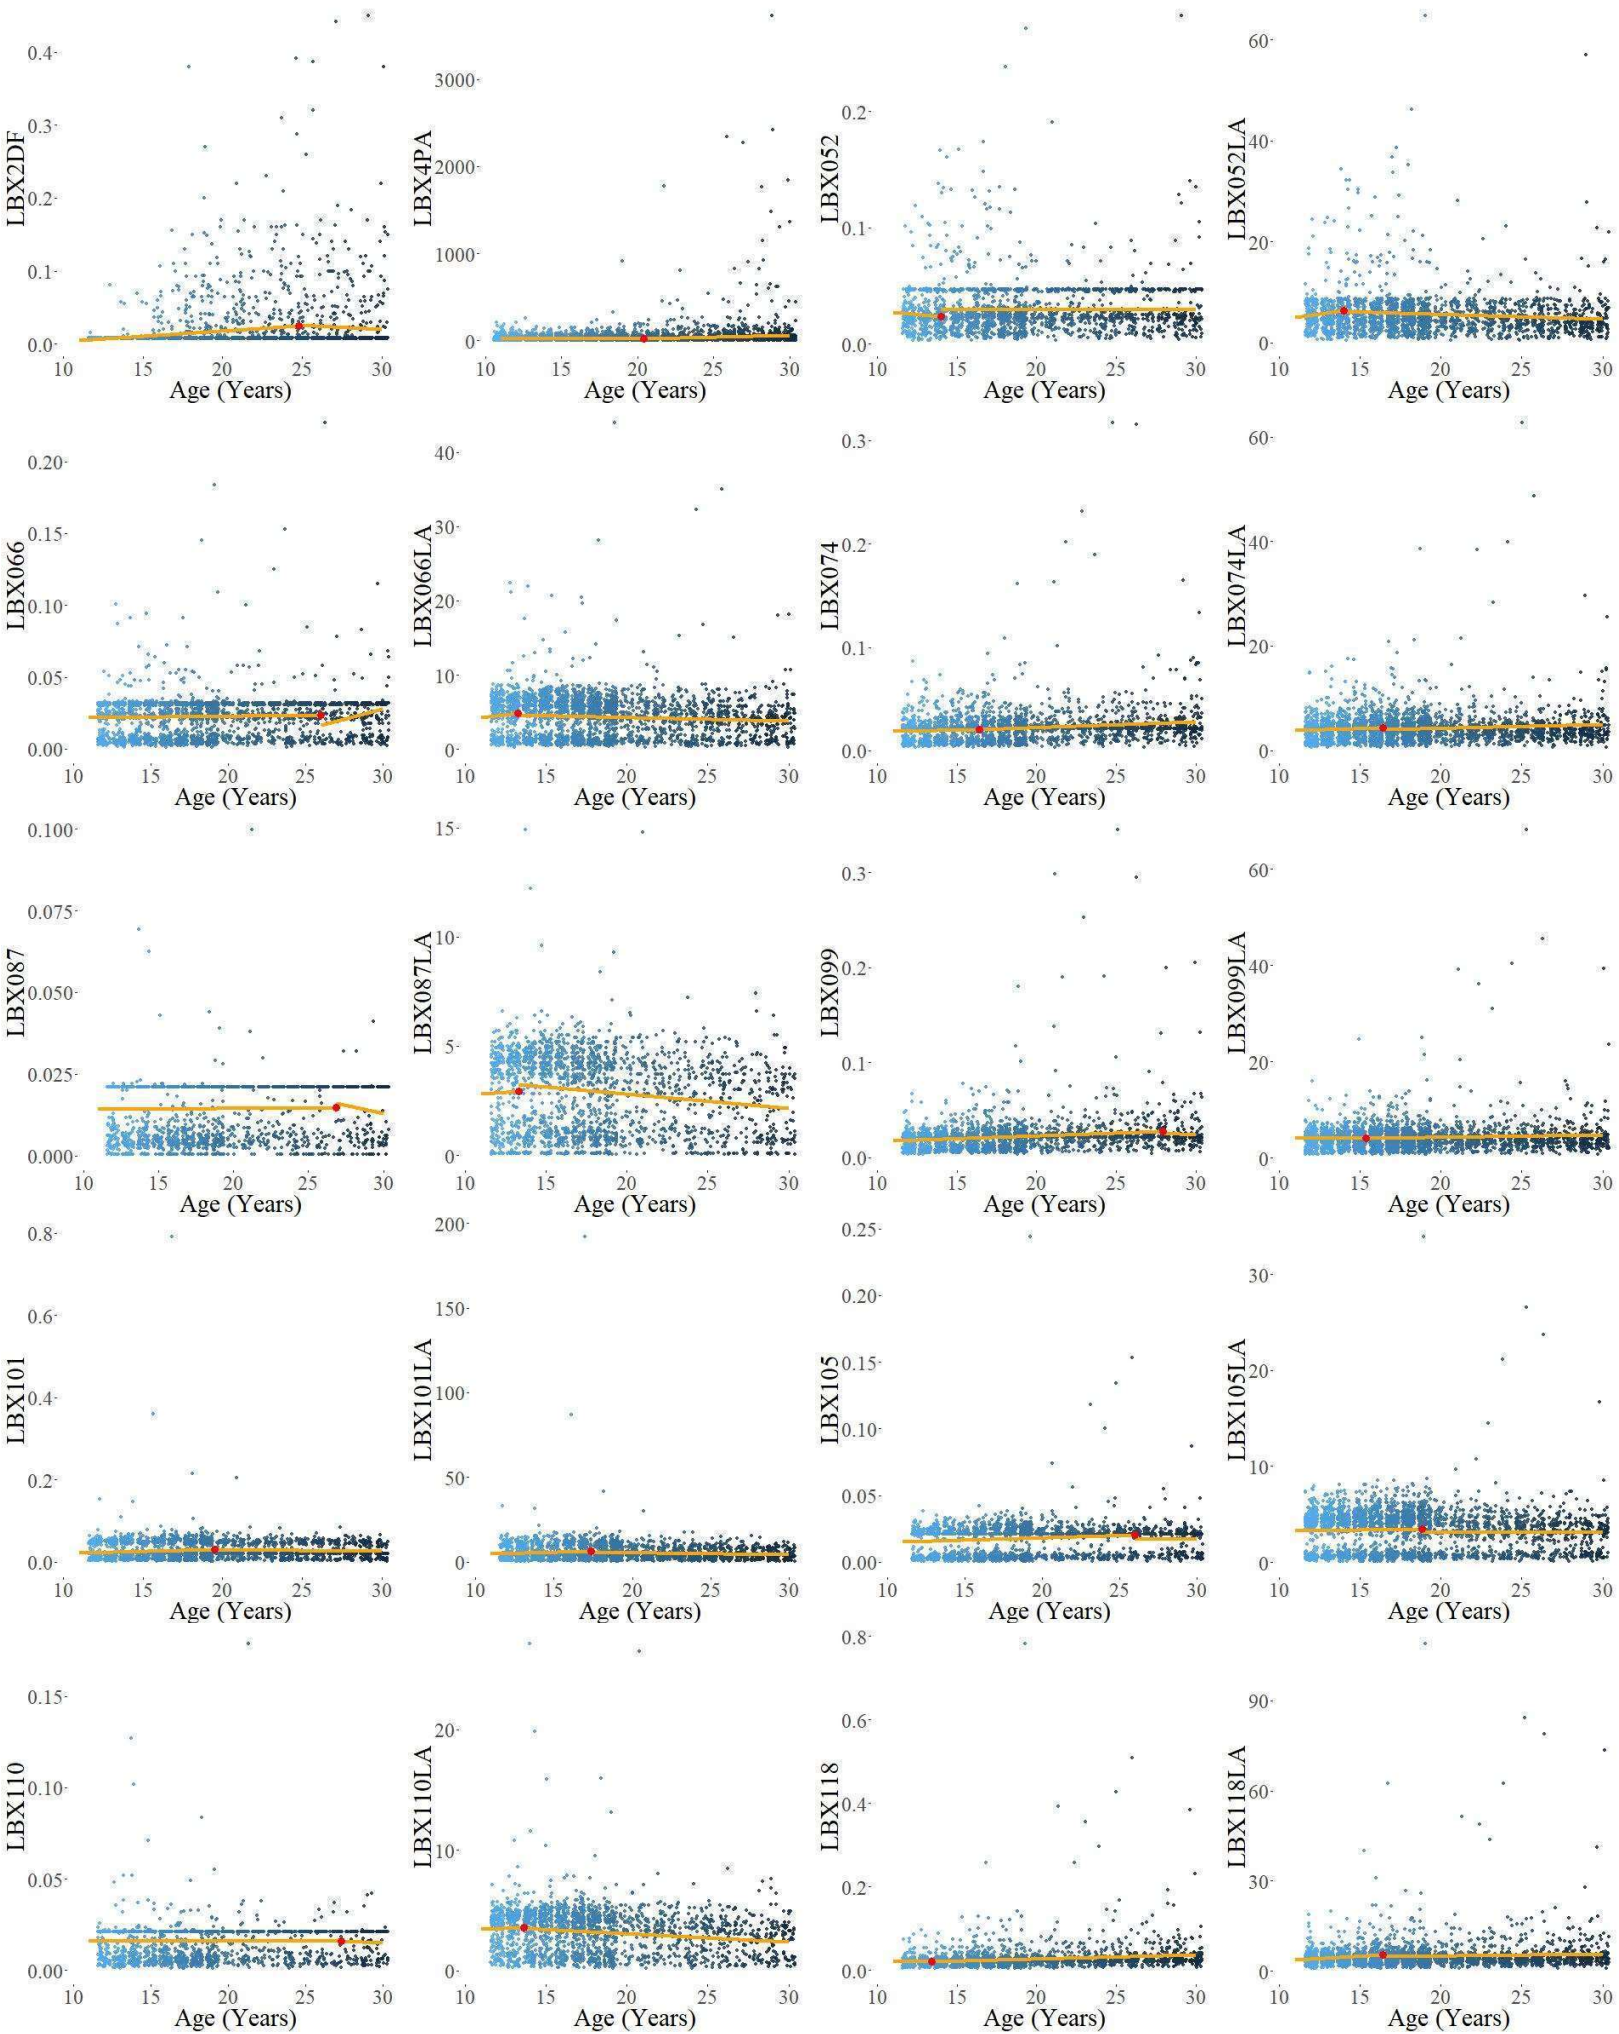 LBX2DF
0.4
0.3
0.2
0.1
0.0
10 15 20 25 30
Age (Years)
LBX4PA
3000
2000
1000
0
10 15 20 25 30
Age (Years)
LBX052
0.2
0.1
0.0
10 15 20 25 30
Age (Years)
LBX052LA
60
40
20
0
10 15 20 25 30
Age (Years)
LBX066
0.20
0.15
0.10
0.05
0.00
10 15 20 25 30
Age (Years)
LBX066LA
40
30
20
10
0
10 15 20 25 30
Age (Years)
LBX074
0.3
0.2
0.1
0.0
10 15 20 25 30
Age (Years)
LBX074LA
60
40
20
0
10 15 20 25 30
Age (Years)
LBX087
0.100
0.075
0.050
0.025
0.000
10 15 20 25 30
Age (Years)
LBX087LA
15
10
5
0
10 15 20 25 30
Age (Years)
LBX099
0.3
0.2
0.1
0.0
10 15 20 25 30
Age (Years)
LBX099LA
60
40
20
0
10 15 20 25 30
Age (Years)
LBX101
0.8
0.6
0.4
0.2
0.0
10 15 20 25 30
Age (Years)
LBX101LA
200
150
100
50
0
10 15 20 25 30
Age (Years)
LBX105
0.25
0.20
0.15
0.10
0.05
0.00
10 15 20 25 30
Age (Years)
LBX105LA
30
20
10
0
10 15 20 25 30
Age (Years)
LBX110
0.15
0.10
0.05
0.00
10 15 20 25 30
Age (Years)
LBX110LA
20
10
0
10 15 20 25 30
Age (Years)
LBX118
0.8
0.6
0.4
0.2
0.0
10 15 20 25 30
Age (Years)
LBX118LA
90
60
30
0
10 15 20 25 30
Age (Years)